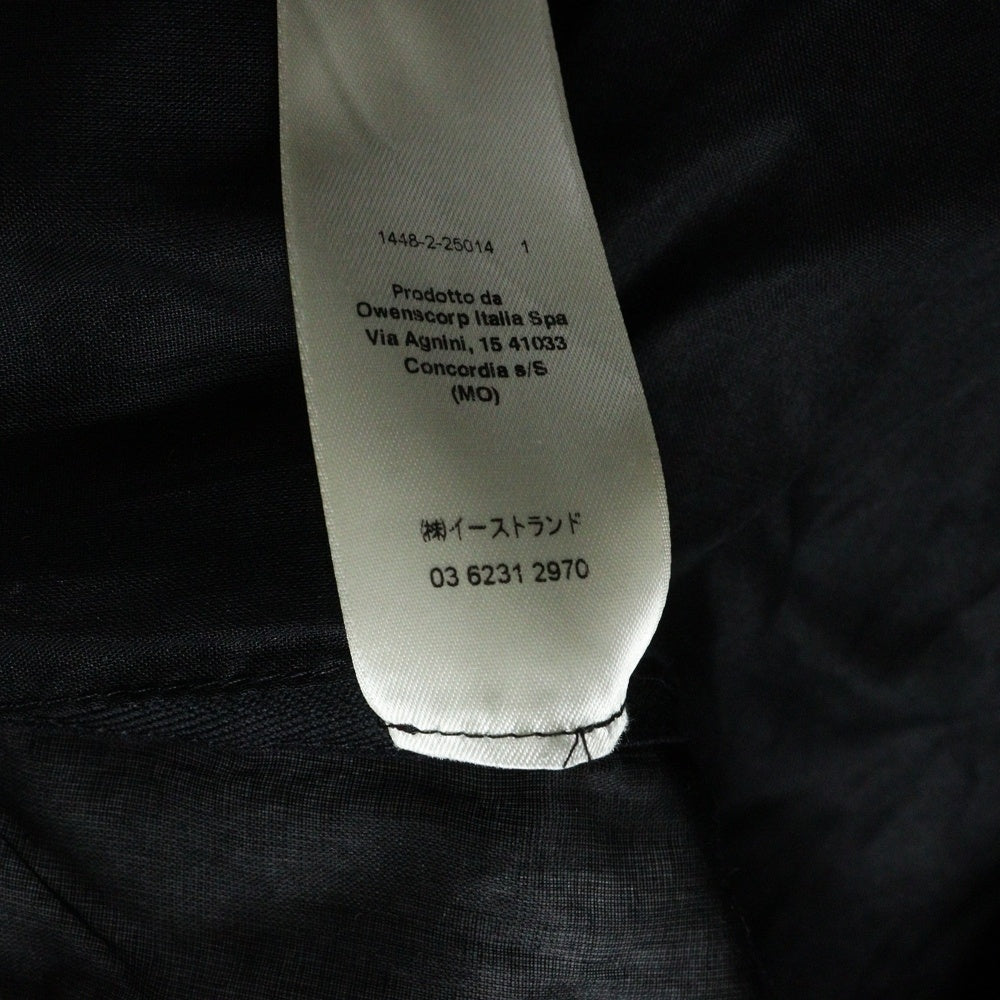 1448-2-25014 1
Prodotto da
Owenscorp Italia Spa
Via Agnini, 15 41033
Concordia s/S
(MO)
㈱イーストランド
03 6231 2970